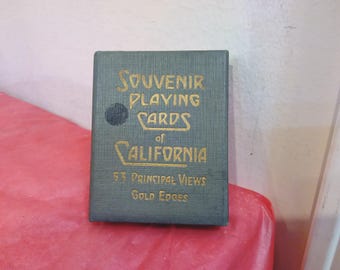 SOUVENIR
PLAYING
CARDS
of
CALIFORNIA
53 PRINCIPAL VIEWS
GOLD EDGES